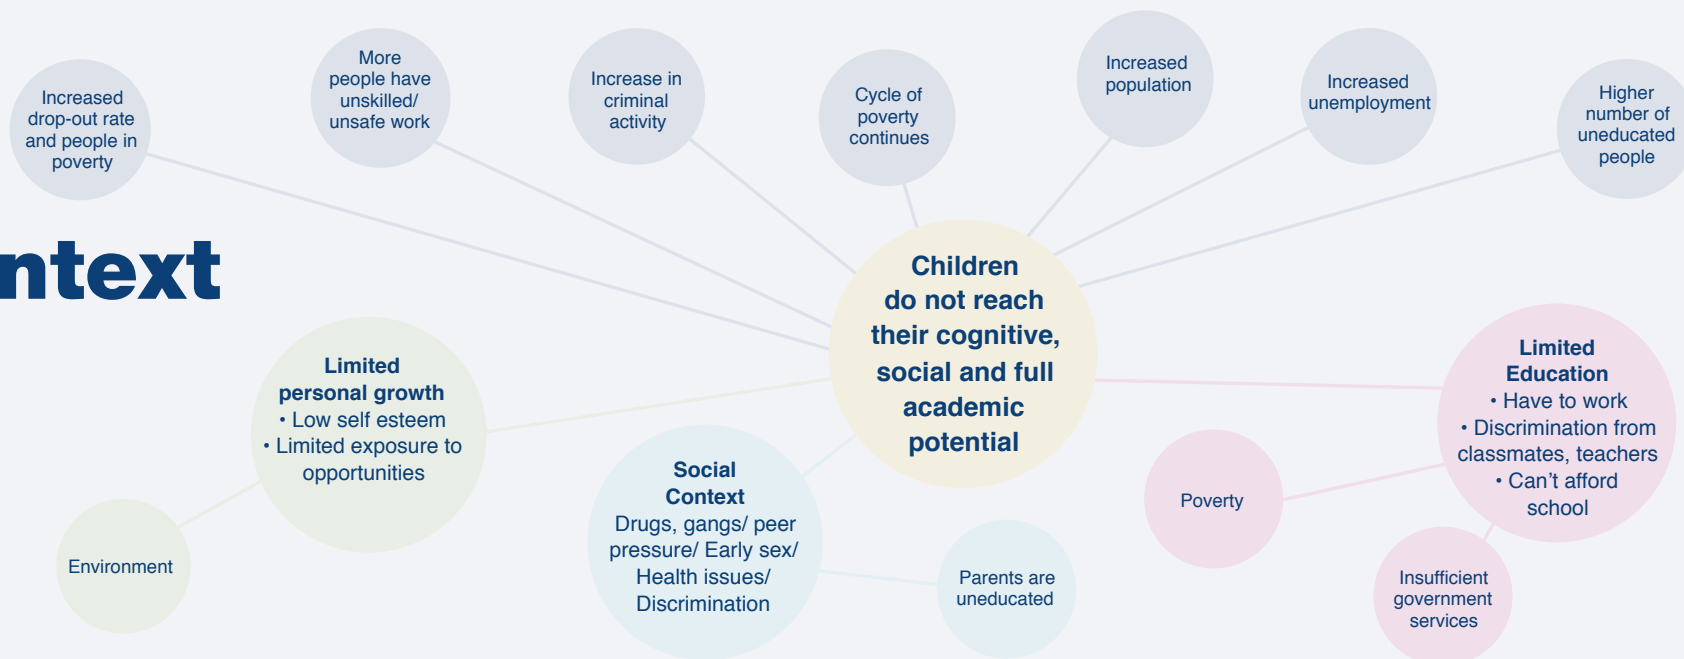 Increased
drop-out rate
and people in
poverty
More
people have
unskilled/
unsafe work
Increase in
criminal
activity
Cycle of
poverty
continues
Increased
population
Increased
unemployment
Higher
number of
uneducated
people
ntext
Children
do not reach
their cognitive,
social and full
academic
potential
Limited
personal growth
• Low self esteem
• Limited exposure to
opportunities
Environment
Social
Context
Drugs, gangs/ peer
pressure/ Early sex/
Health issues/
Discrimination
Parents are
uneducated
Poverty
Limited
Education
• Have to work
• Discrimination from
classmates, teachers
• Can’t afford
school
Insufficient
government
services